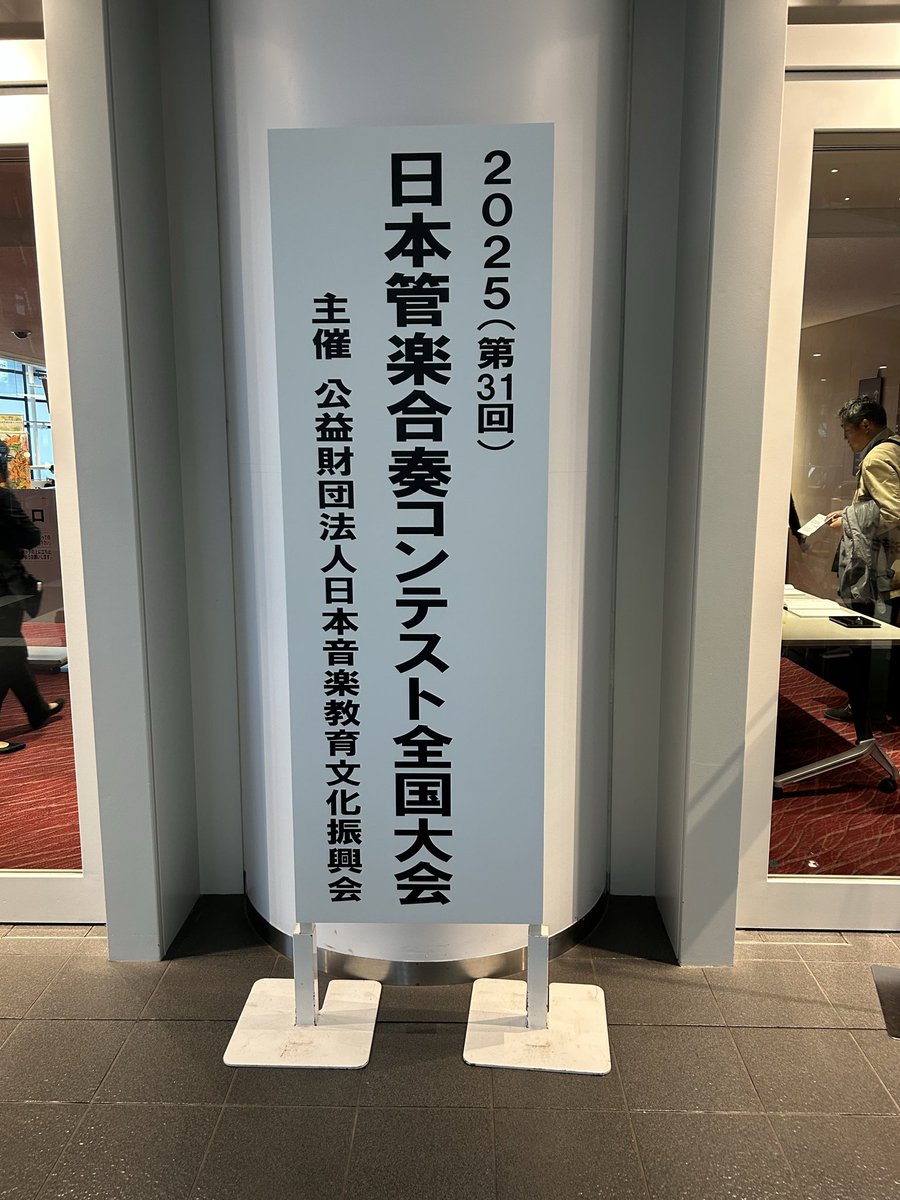 2025(第31回)
日本管楽合奏コンテスト全国大会
主催 公益財団法人日本音楽教育文化振興会
口